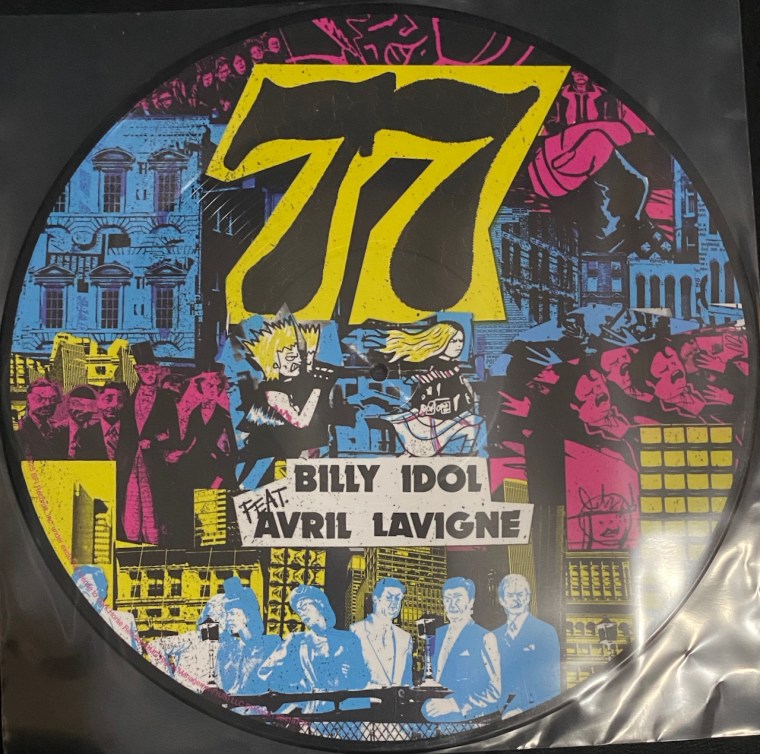 77
BILLY IDOL
FEAT.
AVRIL LAVIGNE